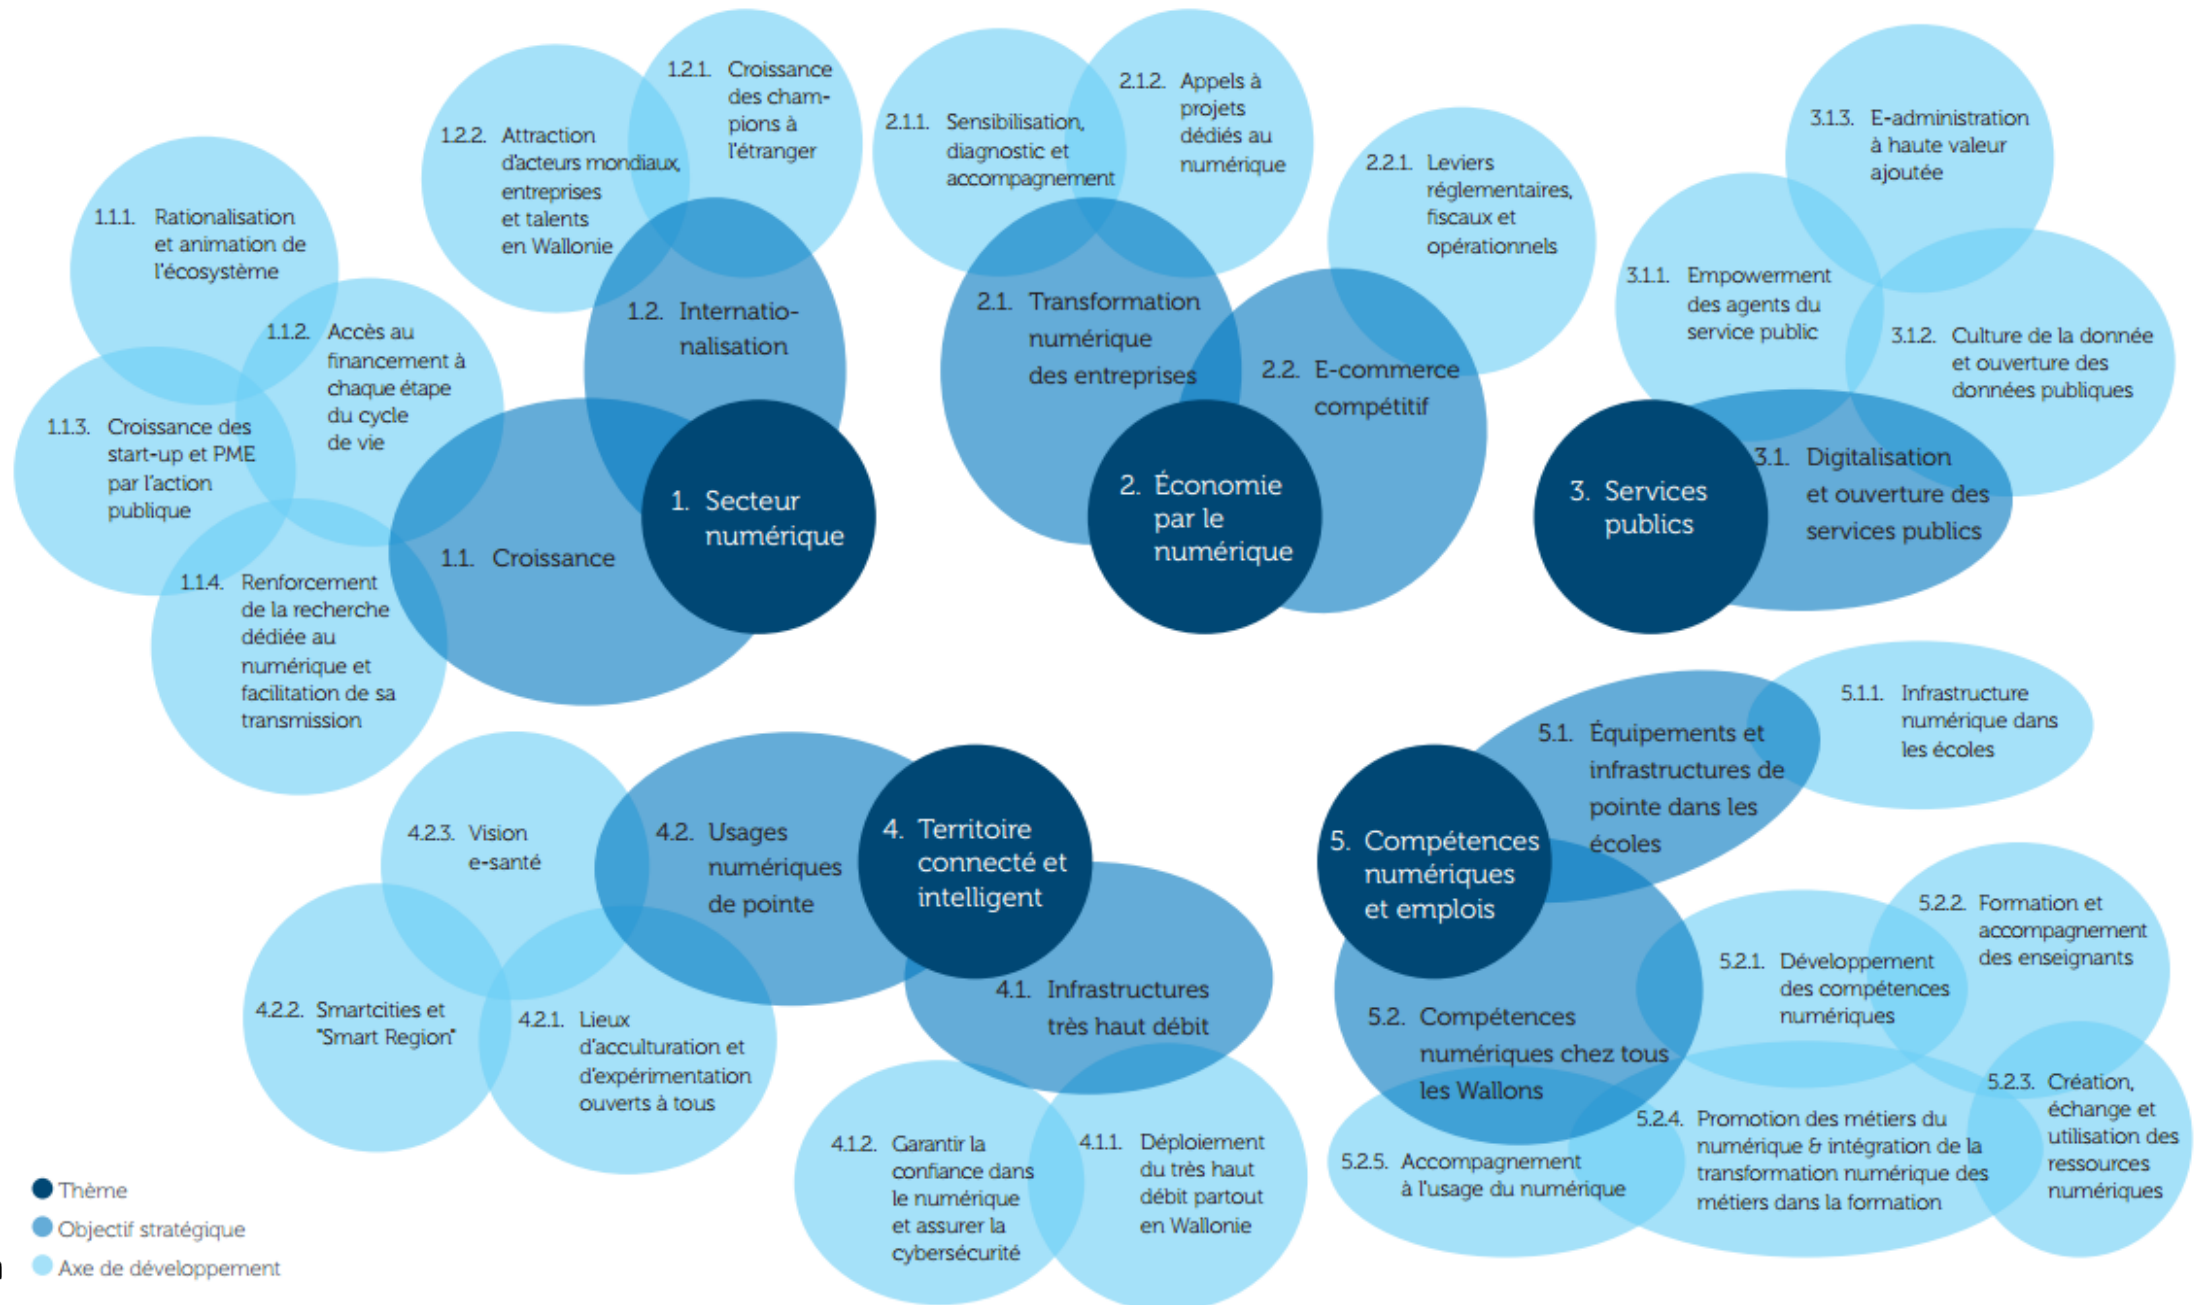 1. Secteur
numérique
1.1. Croissance
1.1.1. Rationalisation
et animation de
l'écosystème
1.1.2. Accès au
financement à
chaque étape
du cycle
de vie
1.1.3. Croissance des
start-up et PME
par l'action
publique
1.1.4. Renforcement
de la recherche
dédiée au
numérique et
facilitation de sa
transmission
1.2. Internatio-
nalisation
1.2.1. Croissance
des cham-
pions à
l'étranger
1.2.2. Attraction
d'acteurs mondiaux,
entreprises
et talents
en Wallonie
2. Économie
par le
numérique
2.1. Transformation
numérique
des entreprises
2.1.1. Sensibilisation,
diagnostic et
accompagnement
2.1.2. Appels à
projets
dédiés au
numérique
2.2. E-commerce
compétitif
2.2.1. Leviers
réglementaires,
fiscaux et
opérationnels
3. Services
publics
3.1. Digitalisation
et ouverture des
services publics
3.1.1. Empowerment
des agents du
service public
3.1.2. Culture de la donnée
et ouverture des
données publiques
3.1.3. E-administration
à haute valeur
ajoutée
4. Territoire
connecté et
intelligent
4.1. Infrastructures
très haut débit
4.1.1. Déploiement
du très haut
débit partout
en Wallonie
4.1.2. Garantir la
confiance dans
le numérique
et assurer la
cybersécurité
4.2. Usages
numériques
de pointe
4.2.1. Lieux
d'acculturation et
d'expérimentation
ouverts à tous
4.2.2. Smartcities et
"Smart Region"
4.2.3. Vision
e-santé
5. Compétences
numériques
et emplois
5.1. Équipements et
infrastructures de
pointe dans les
écoles
5.1.1. Infrastructure
numérique dans
les écoles
5.2. Compétences
numériques chez tous
les Wallons
5.2.1. Développement
des compétences
numériques
5.2.2. Formation et
accompagnement
des enseignants
5.2.3. Création,
échange et
utilisation des
ressources
numériques
5.2.4. Promotion des métiers du
numérique & intégration de la
transformation numérique des
métiers dans la formation
5.2.5. Accompagnement
à l'usage du numérique
Thème
Objectif stratégique
Axe de développement